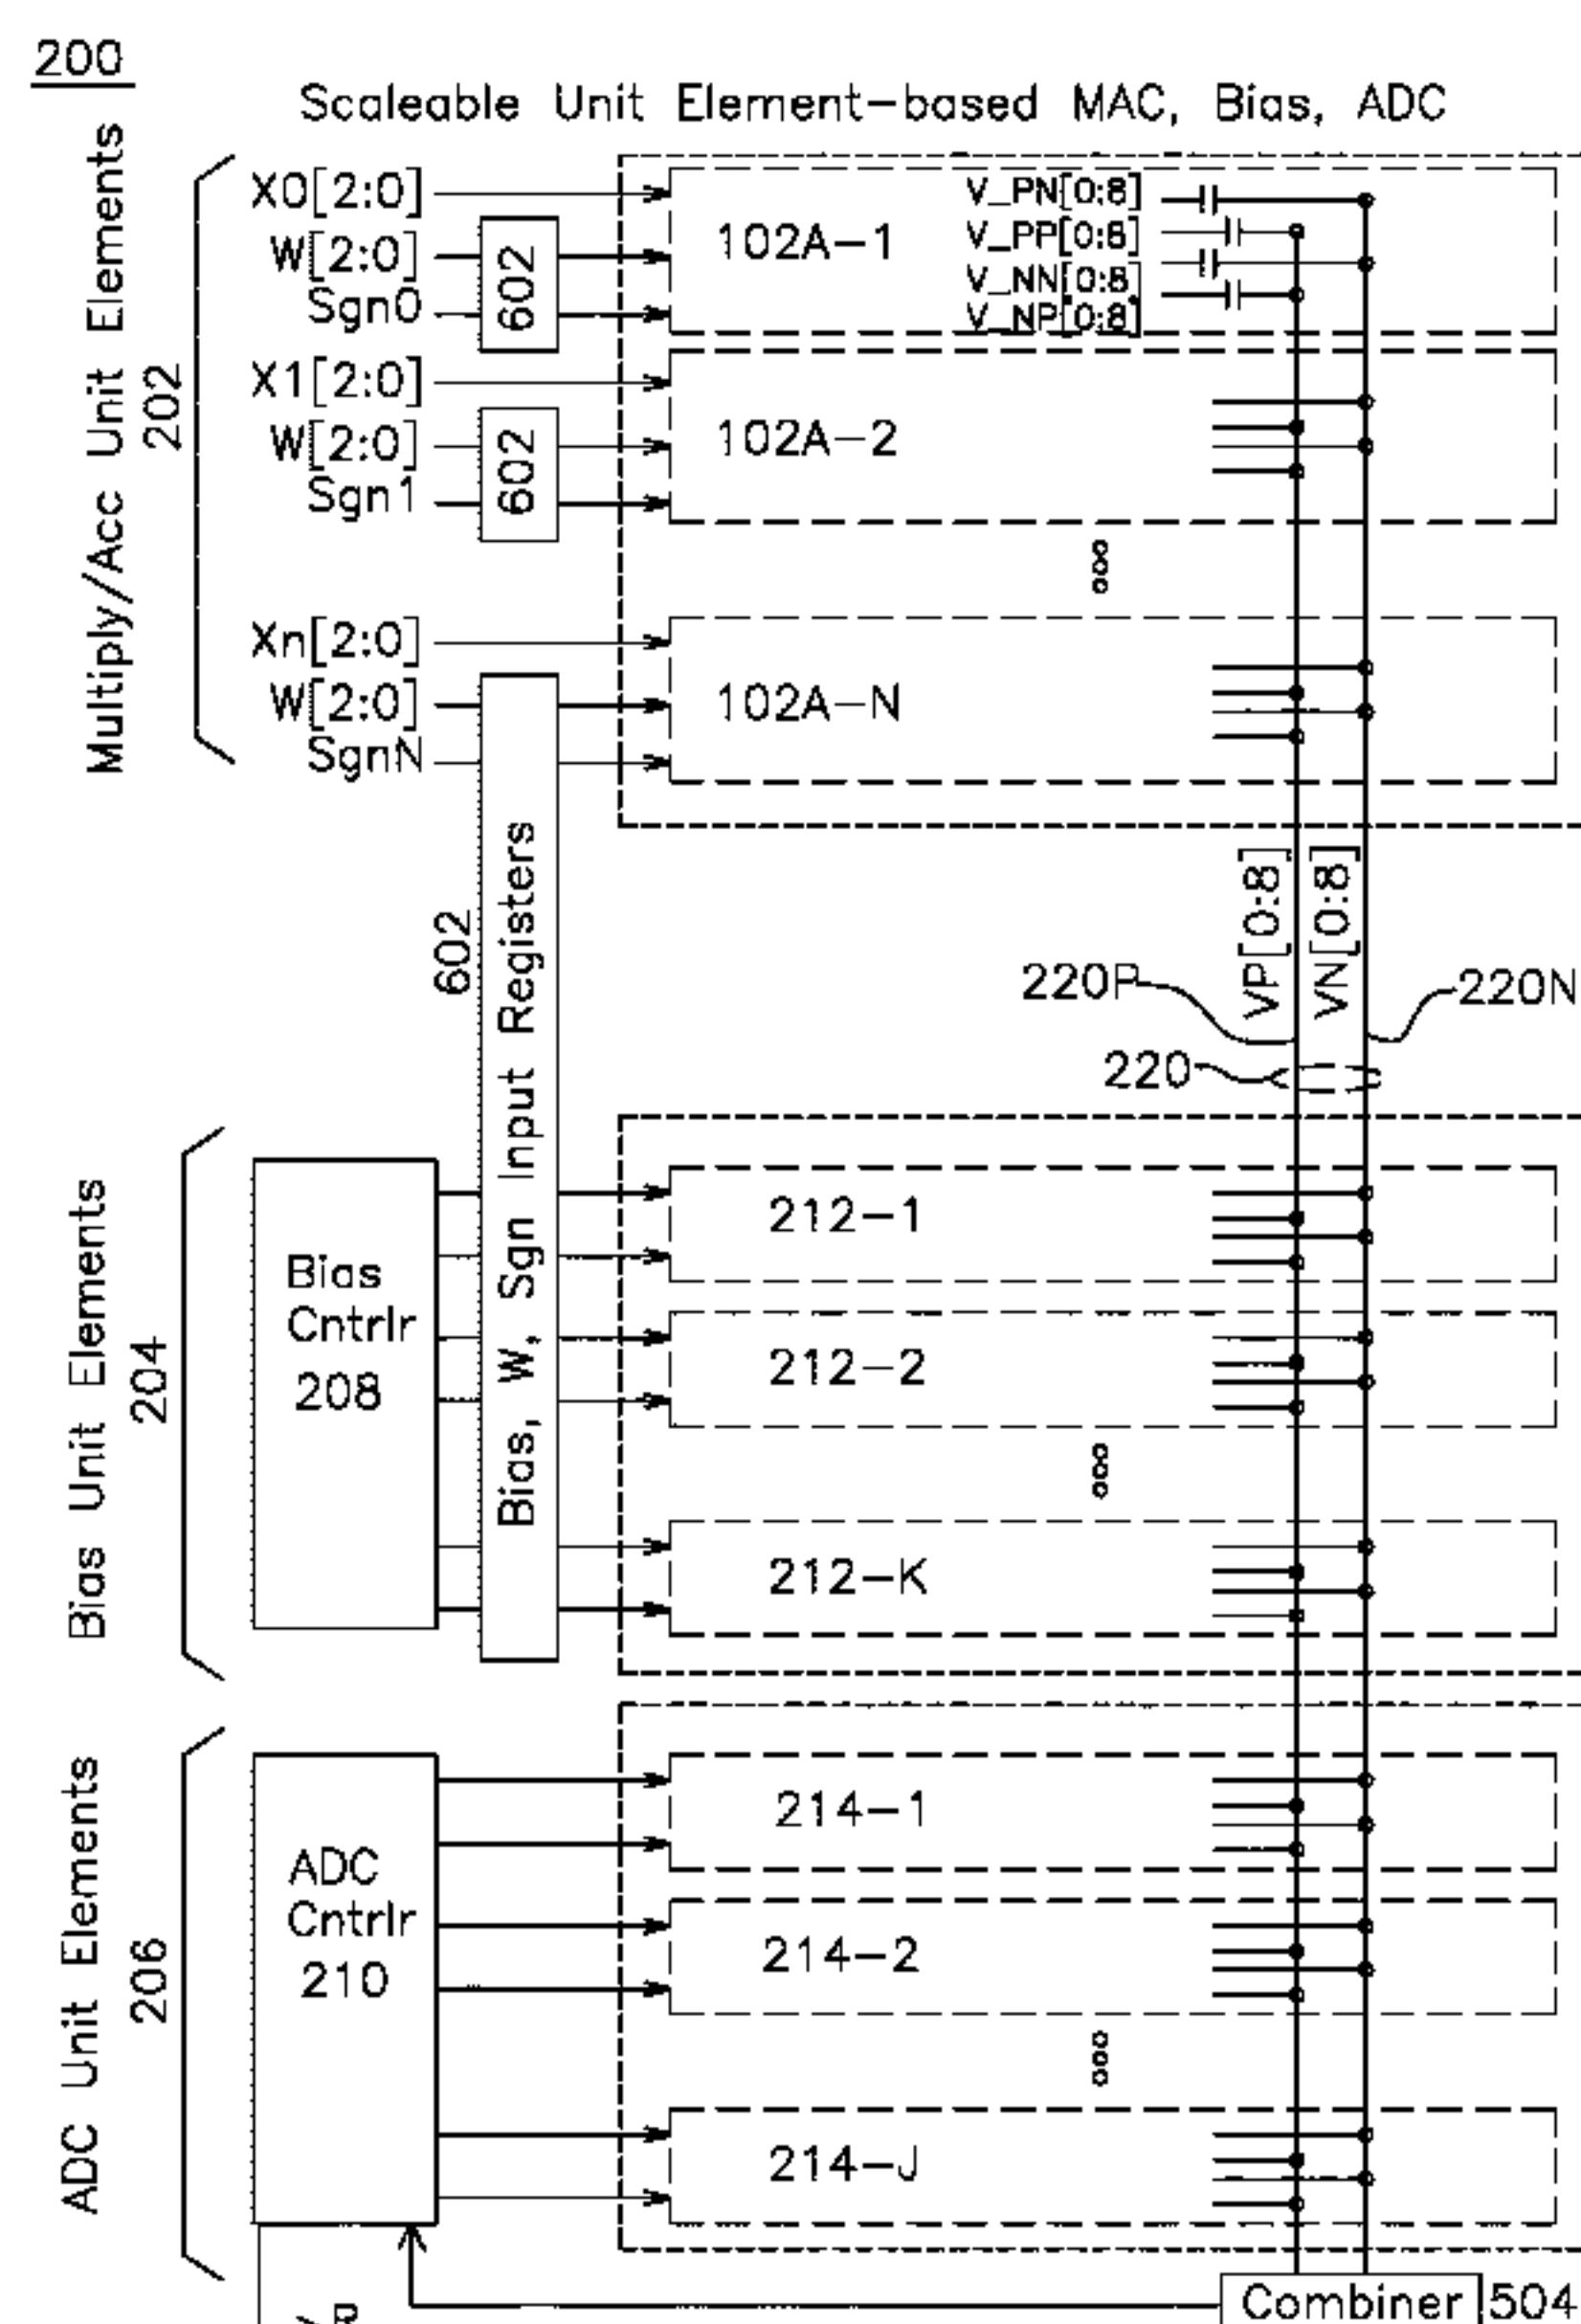 200
Scaleable Unit Element-based MAC, Bias, ADC
Multiply/Acc Unit Elements
202
X0[2:0]
W[2:0]
Sgn0
602
102A-1
V_PN[0:8]
V_PP[0:8]
V_NN[0:8]
V_NP[0:8]
X1[2:0]
W[2:0]
Sgn1
602
102A-2
Xn[2:0]
W[2:0]
SgnN
102A-N
602
Bias, W, Sgn Input Registers
VP[0:8]
VN[0:8]
220P
220N
220
Bias Unit Elements
204
Bias
Cntrlr
208
212-1
212-2
212-K
ADC Unit Elements
206
ADC
Cntrlr
210
214-1
214-2
214-J
R
Combiner
504